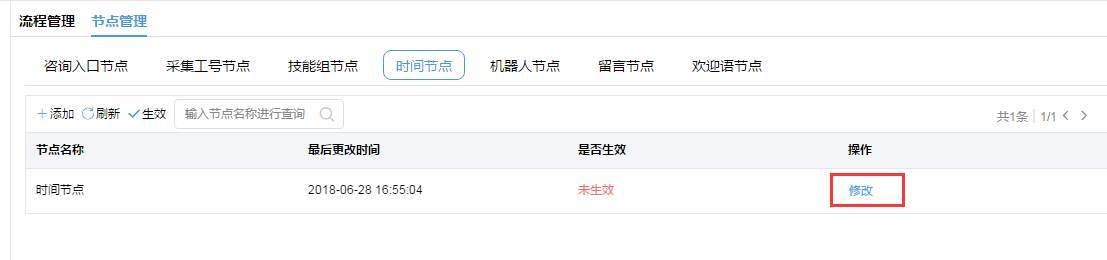 流程管理 节点管理
咨询入口节点 采集工号节点 技能组节点 时间节点 机器人节点 留言节点 欢迎语节点
添加 刷新 生效 输入节点名称进行查询 共1条 1/1
节点名称 最后更改时间 是否生效 操作
时间节点 2018-06-28 16:55:04 未生效 修改